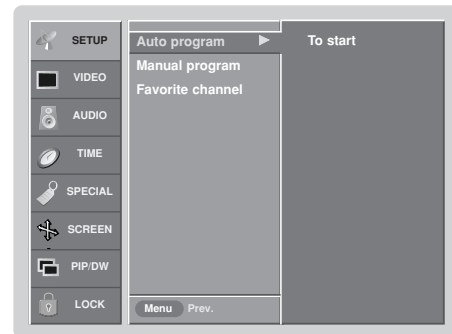 SETUP
VIDEO
AUDIO
TIME
SPECIAL
SCREEN
PIP/DW
LOCK
Auto program
Manual program
Favorite channel
Menu Prev.
To start